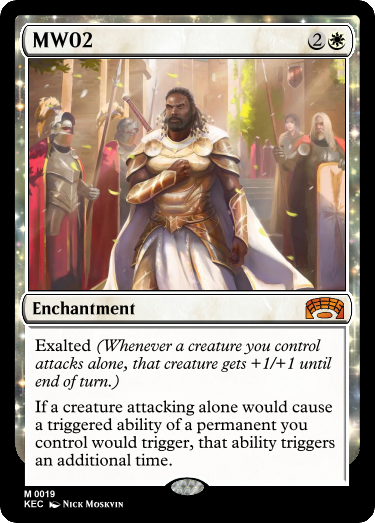 MW02 2
Enchantment
Exalted (Whenever a creature you control
attacks alone, that creature gets +1/+1 until
end of turn.)
If a creature attacking alone would cause
a triggered ability of a permanent you
control would trigger, that ability triggers
an additional time.
M 0019
KEC Nick Moskvin